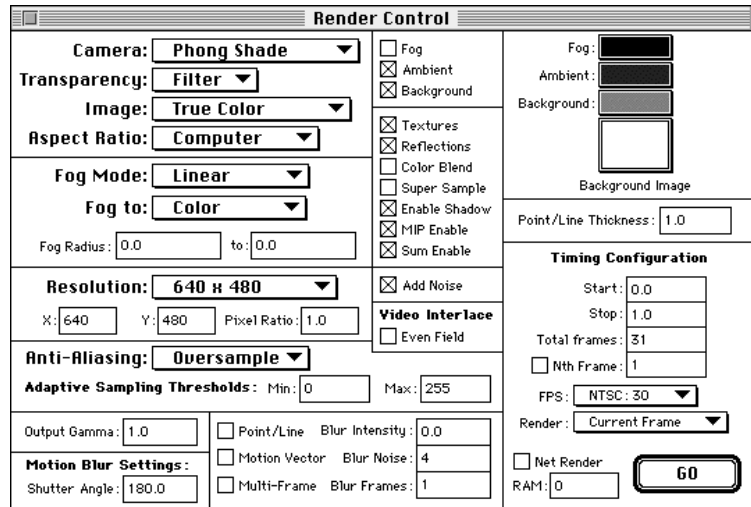 Render Control
Camera: Phong Shade
Transparency: Filter
Image: True Color
Aspect Ratio: Computer
Fog Mode: Linear
Fog to: Color
Fog Radius: 0.0 to: 0.0
Resolution: 640 x 480
X: 640 Y: 480 Pixel Ratio: 1.0
Anti-Aliasing: Oversample
Adaptive Sampling Thresholds: Min: 0 Max: 255
Output Gamma: 1.0
Motion Blur Settings:
Shutter Angle: 180.0
Point/Line Blur Intensity: 0.0
Motion Vector Blur Noise: 4
Multi-Frame Blur Frames: 1
Fog
Ambient
Background
Textures
Reflections
Color Blend
Super Sample
Enable Shadow
MIP Enable
Sum Enable
Add Noise
Video Interlace
Even Field
Fog:
Ambient:
Background:
Background Image
Point/Line Thickness: 1.0
Timing Configuration
Start: 0.0
Stop: 1.0
Total frames: 31
Nth Frame: 1
FPS: NTSC: 30
Render: Current Frame
Net Render
RAM: 0
GO